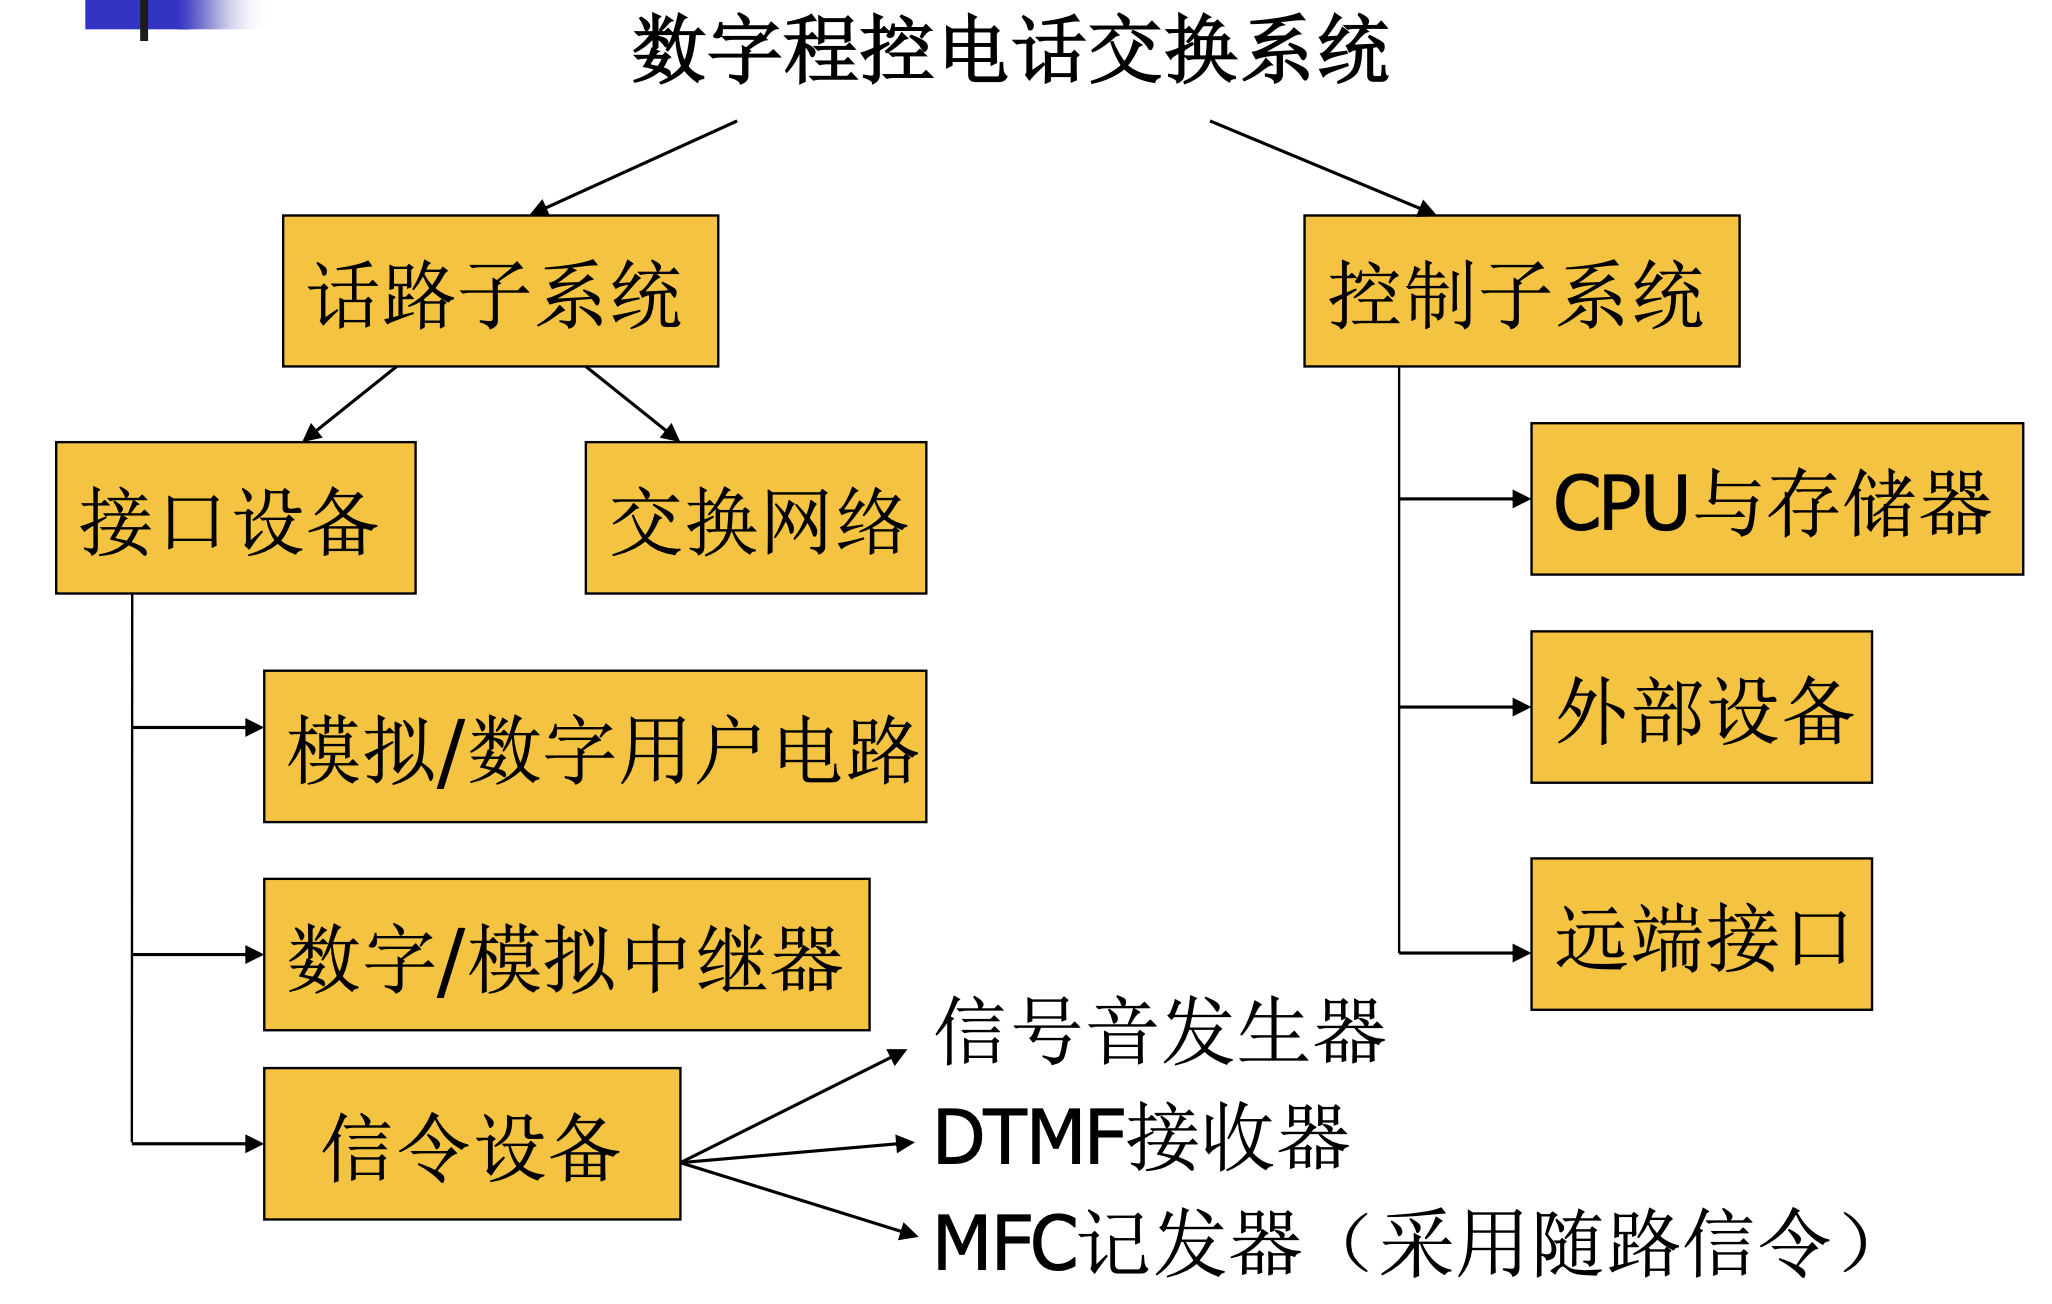 数字程控电话交换系统
话路子系统
控制子系统
接口设备
交换网络
CPU与存储器
外部设备
模拟/数字用户电路
数字/模拟中继器
远端接口
信令设备
信号音发生器
DTMF接收器
MFC记发器（采用随路信令）